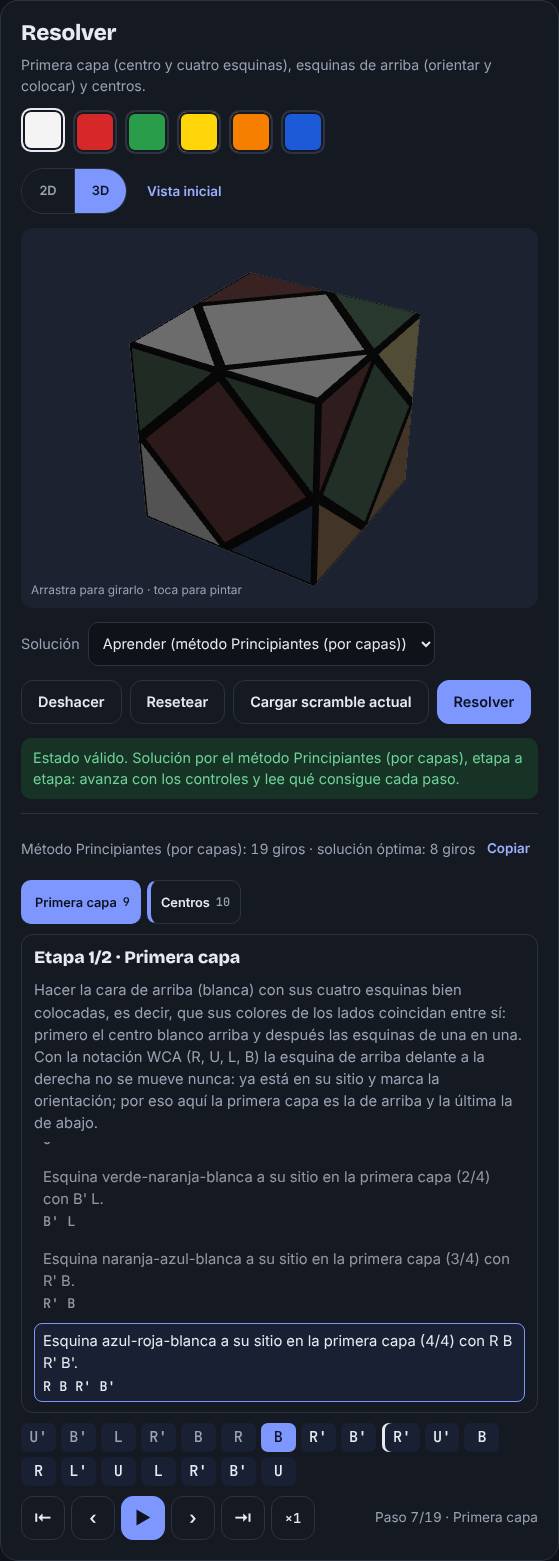 Resolver
Primera capa (centro y cuatro esquinas), esquinas de arriba (orientar y
colocar) y centros.
2D 3D Vista inicial
Arrastra para girarlo · toca para pintar
Solución Aprender (método Principiantes (por capas))
Deshacer Resetear Cargar scramble actual Resolver
Estado válido. Solución por el método Principiantes (por capas), etapa a
etapa: avanza con los controles y lee qué consigue cada paso.
Método Principiantes (por capas): 19 giros · solución óptima: 8 giros Copiar
Primera capa 9 Centros 10
Etapa 1/2 · Primera capa
Hacer la cara de arriba (blanca) con sus cuatro esquinas bien
colocadas, es decir, que sus colores de los lados coincidan entre sí:
primero el centro blanco arriba y después las esquinas de una en una.
Con la notación WCA (R, U, L, B) la esquina de arriba delante a la
derecha no se mueve nunca: ya está en su sitio y marca la
orientación; por eso aquí la primera capa es la de arriba y la última la
de abajo.
Esquina verde-naranja-blanca a su sitio en la primera capa (2/4)
con B' L.
B' L
Esquina naranja-azul-blanca a su sitio en la primera capa (3/4) con
R' B.
R' B
Esquina azul-roja-blanca a su sitio en la primera capa (4/4) con R B
R' B'.
R B R' B'
U' B' L R' B R B R' B' R' U' B
R L' U L R' B' U
×1 Paso 7/19 · Primera capa